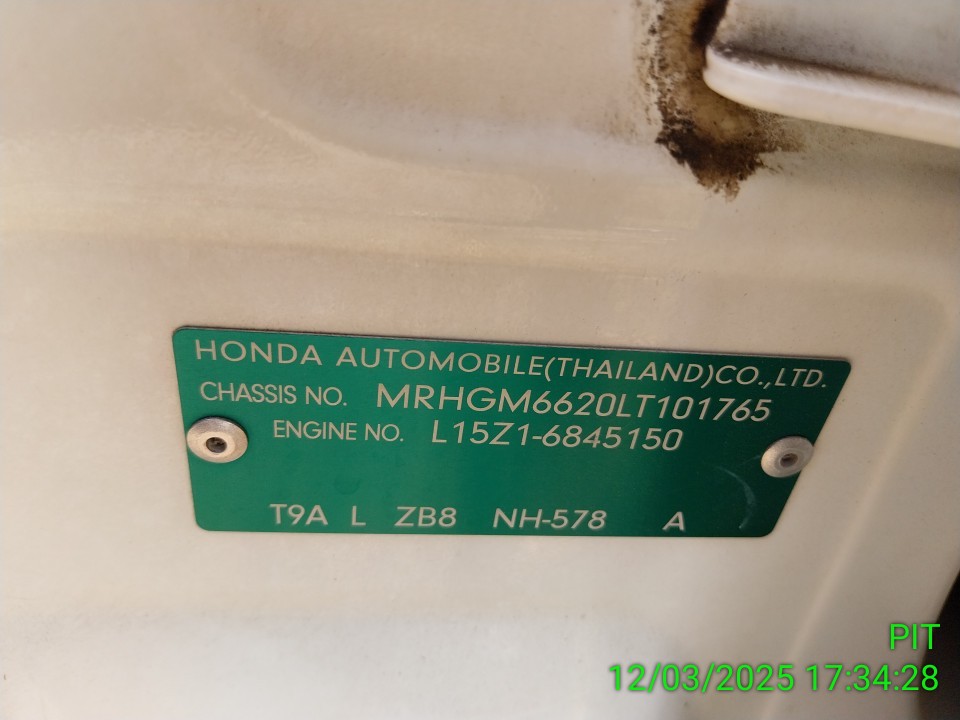 HONDA AUTOMOBILE(THAILAND)CO.,LTD.
CHASSIS NO. MRHGM6620LT101765
ENGINE NO. L15Z1-6845150
T9A L ZB8 NH-578 A
PIT
12/03/2025 17:34:28